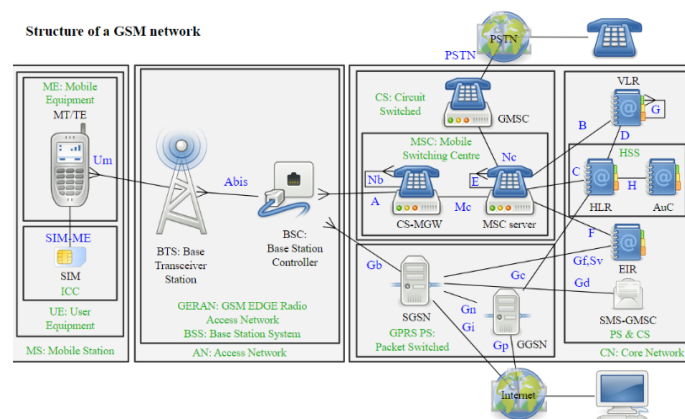 Structure of a GSM network
PSTN
PSTN
ME: Mobile
Equipment
MT/TE
Um
SIM-ME
SIM
ICC
UE: User
Equipment
MS: Mobile Station
Abis
BTS: Base
Transceiver
Station
BSC:
Base Station
Controller
GERAN: GSM EDGE Radio
Access Network
BSS: Base Station System
AN: Access Network
CS: Circuit
Switched
GMSC
MSC: Mobile
Switching Centre
Nc
Nb
E
A
Mc
CS-MGW
MSC server
VLR
G
B
D
HSS
C
H
HLR
AuC
F
Gf,Sv
EIR
Gb
Gc
Gd
SGSN
Gn
Gi
Gp
GGSN
GPRS PS:
Packet Switched
SMS-GMSC
PS & CS
CN: Core Network
Internet